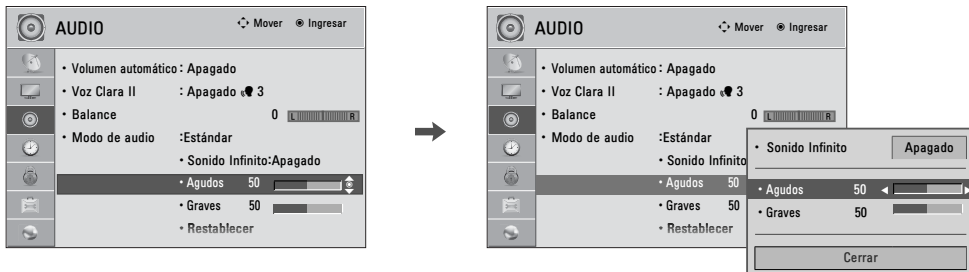 AUDIO
Mover
Ingresar
• Volumen automático : Apagado
• Voz Clara II : Apagado 3
• Balance 0 L R
• Modo de audio :Estándar
• Sonido Infinito:Apagado
• Agudos 50
• Graves 50
• Restablecer
AUDIO
Mover
Ingresar
• Volumen automático : Apagado
• Voz Clara II : Apagado 3
• Balance 0 L R
• Modo de audio :Estándar
• Sonido Infinito
• Agudos 50
• Graves 50
• Restablecer
• Sonido Infinito Apagado
• Agudos 50
• Graves 50
Cerrar